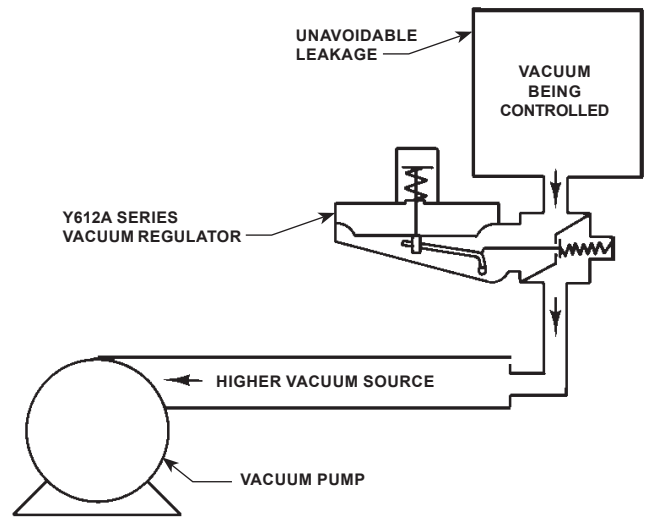 UNAVOIDABLE
LEAKAGE
VACUUM
BEING
CONTROLLED
Y612A SERIES
VACUUM REGULATOR
HIGHER VACUUM SOURCE
VACUUM PUMP